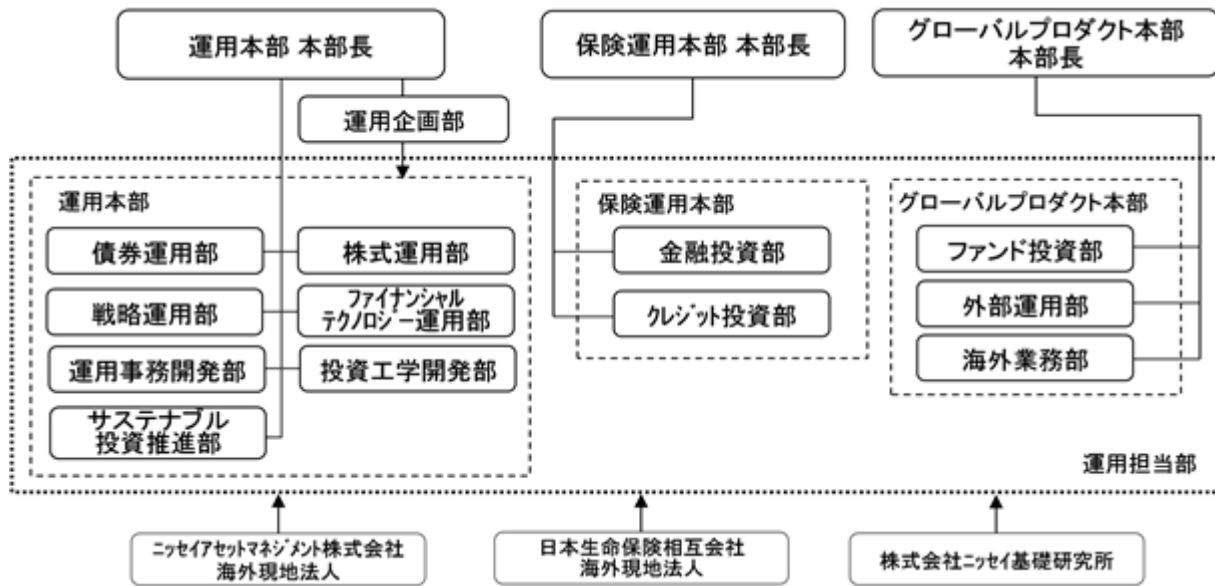 運用本部 本部長
保険運用本部 本部長
グローバルプロダクト本部
本部長
運用企画部
運用本部
債券運用部
株式運用部
戦略運用部
ファイナンシャル
テクノロジー運用部
運用事務開発部
投資工学開発部
サステナブル
投資推進部
保険運用本部
金融投資部
クレジット投資部
グローバルプロダクト本部
ファンド投資部
外部運用部
海外業務部
運用担当部
ニッセイアセットマネジメント株式会社
海外現地法人
日本生命保険相互会社
海外現地法人
株式会社ニッセイ基礎研究所